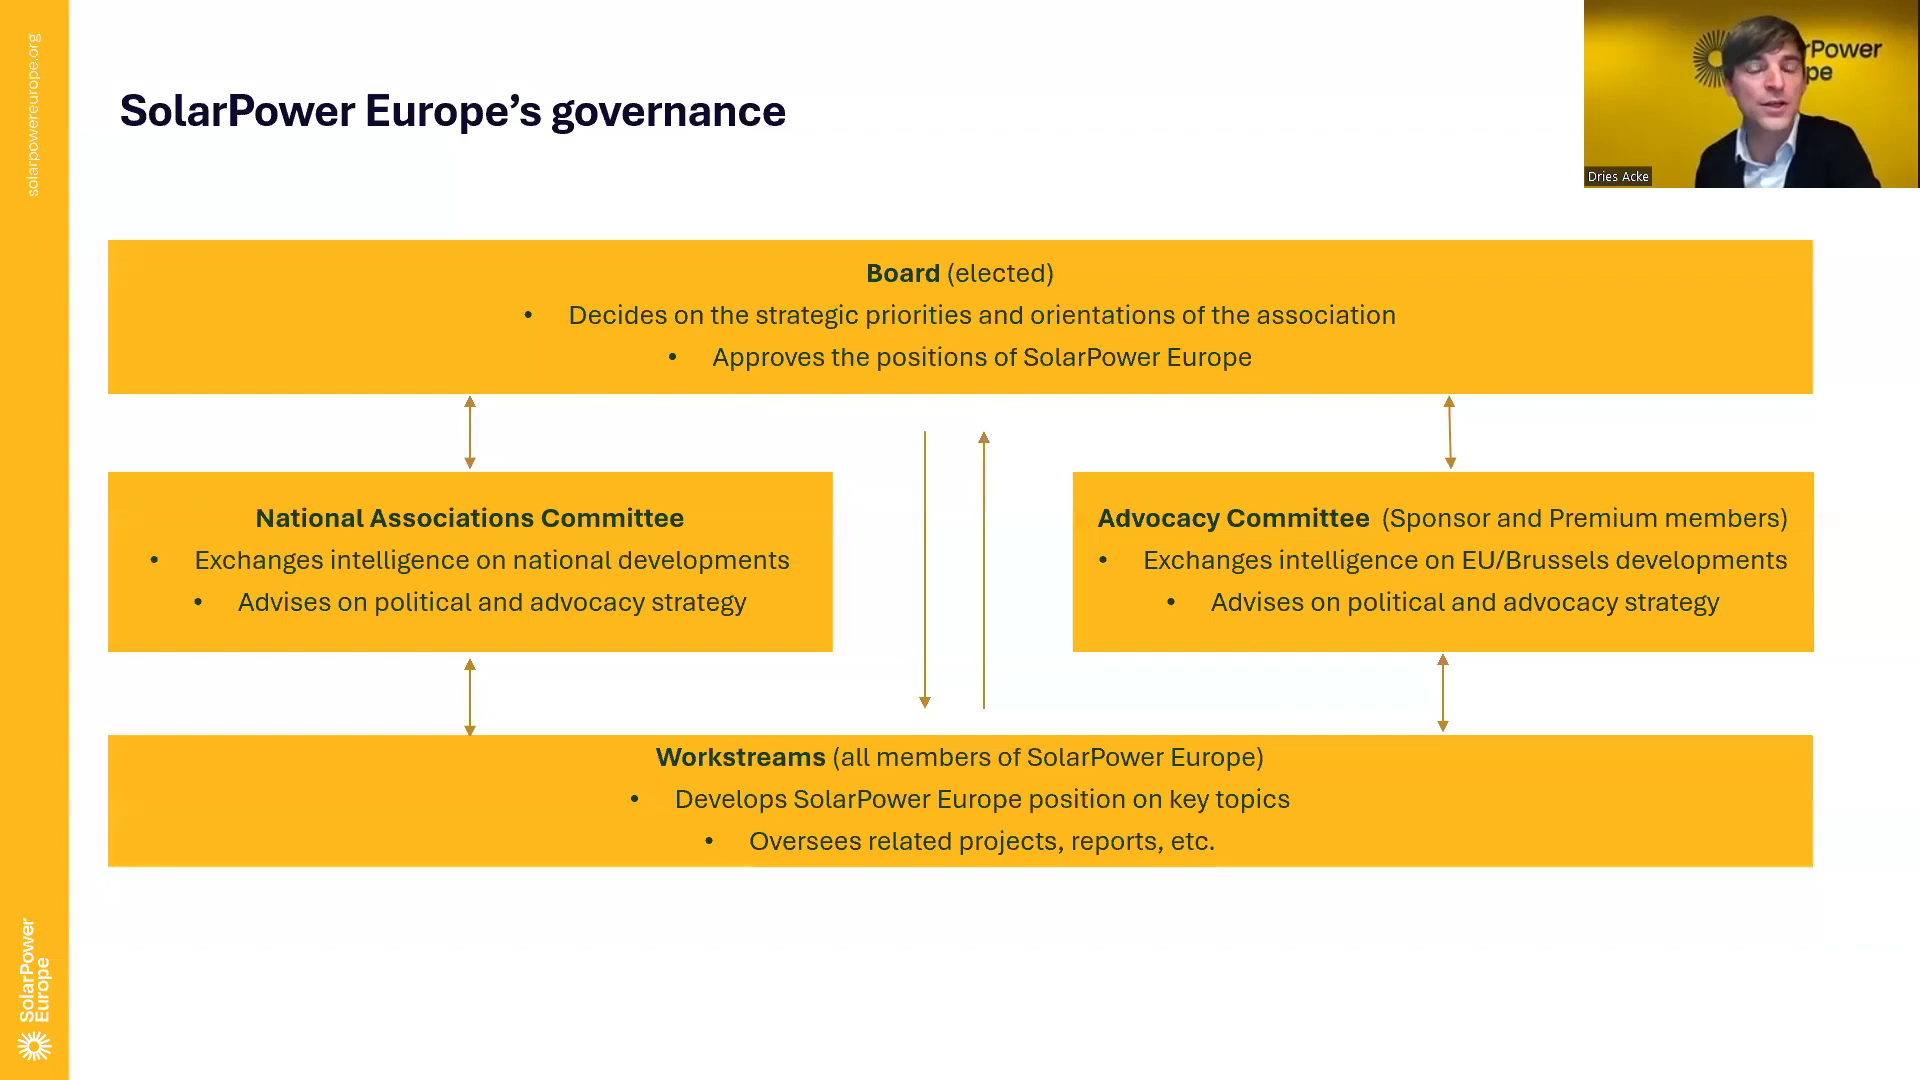 solarpowereurope.org
SolarPower Europe’s governance
rPower
pe
Dries Acke
Board (elected)
• Decides on the strategic priorities and orientations of the association
• Approves the positions of SolarPower Europe
National Associations Committee
• Exchanges intelligence on national developments
• Advises on political and advocacy strategy
Advocacy Committee (Sponsor and Premium members)
• Exchanges intelligence on EU/Brussels developments
• Advises on political and advocacy strategy
Workstreams (all members of SolarPower Europe)
• Develops SolarPower Europe position on key topics
• Oversees related projects, reports, etc.
SolarPower
Europe